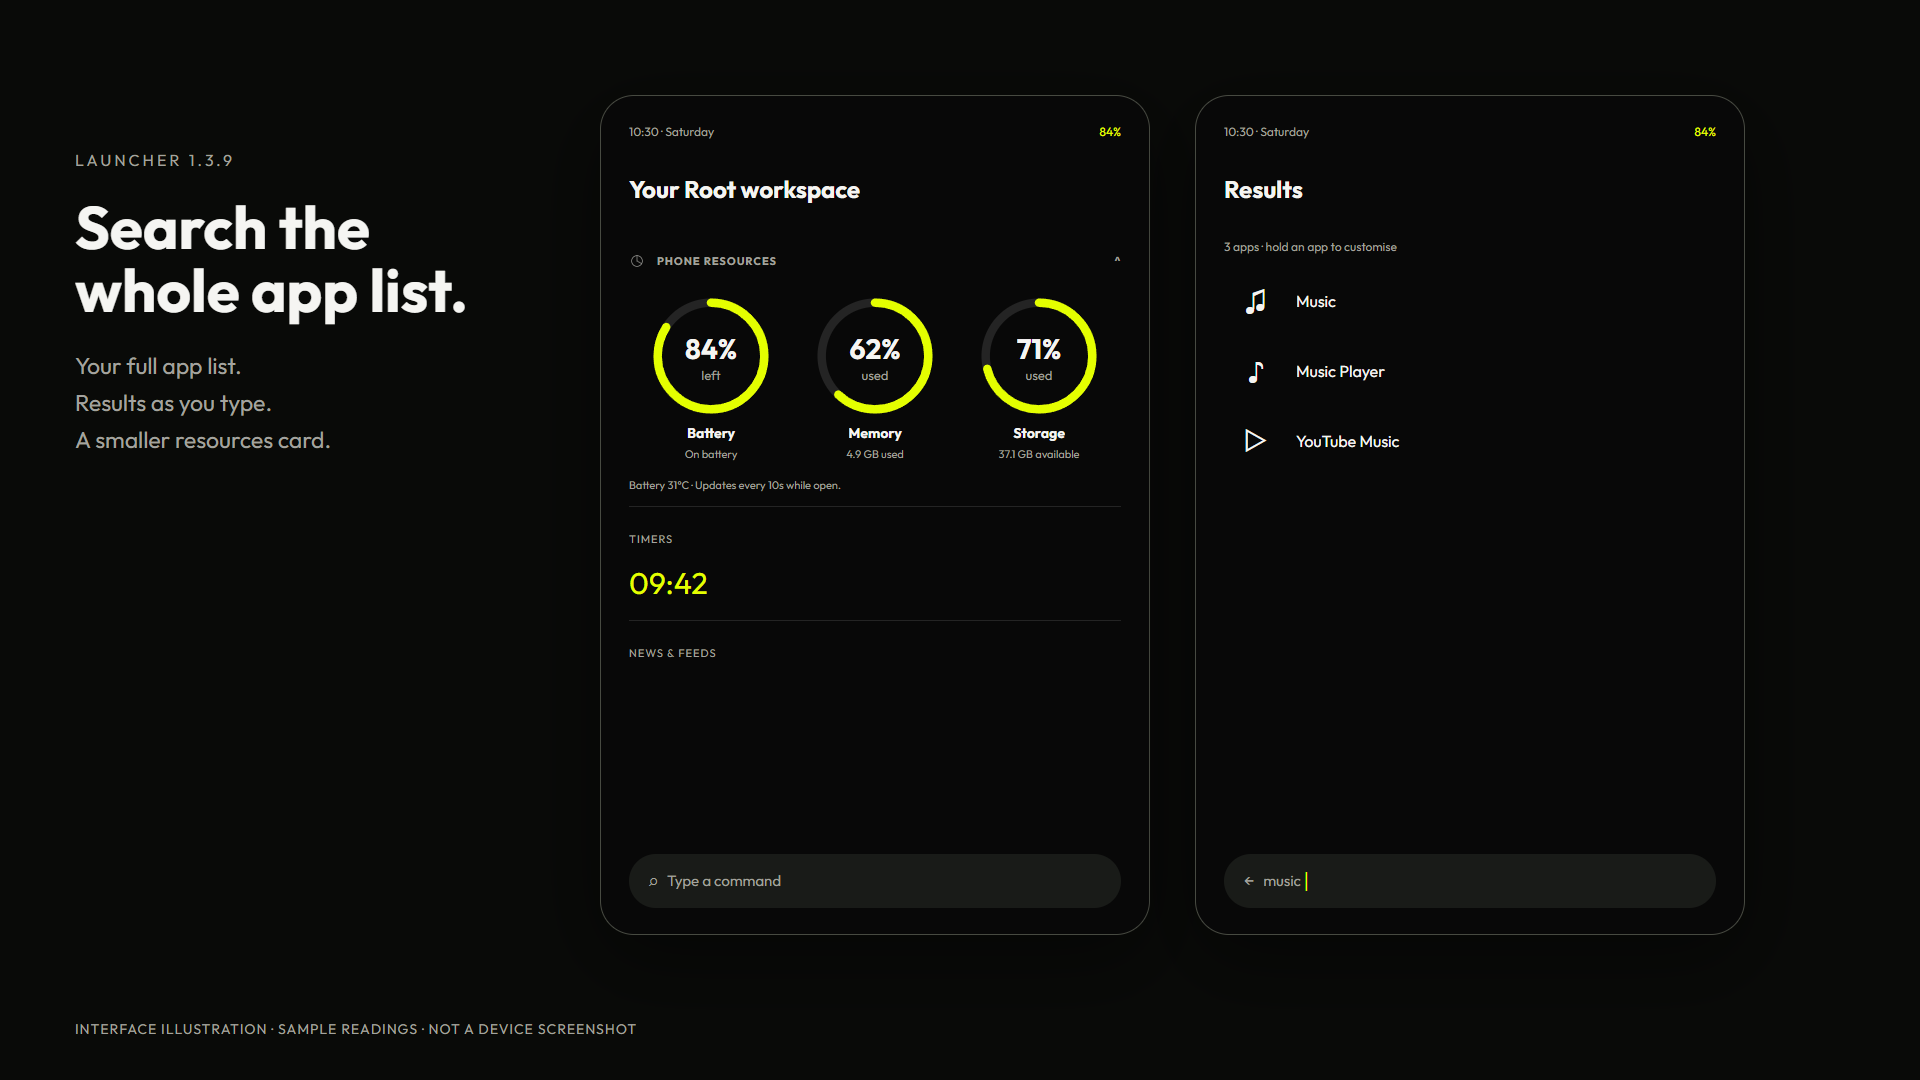 LAUNCHER 1.3.9
Search the
whole app list.
Your full app list.
Results as you type.
A smaller resources card.
10:30 · Saturday
84%
Your Root workspace
PHONE RESOURCES
84%
left
Battery
On battery
62%
used
Memory
4.9 GB used
71%
used
Storage
37.1 GB available
Battery 31°C · Updates every 10s while open.
TIMERS
09:42
NEWS & FEEDS
Type a command
10:30 · Saturday
84%
Results
3 apps · hold an app to customise
Music
Music Player
YouTube Music
music
INTERFACE ILLUSTRATION · SAMPLE READINGS · NOT A DEVICE SCREENSHOT